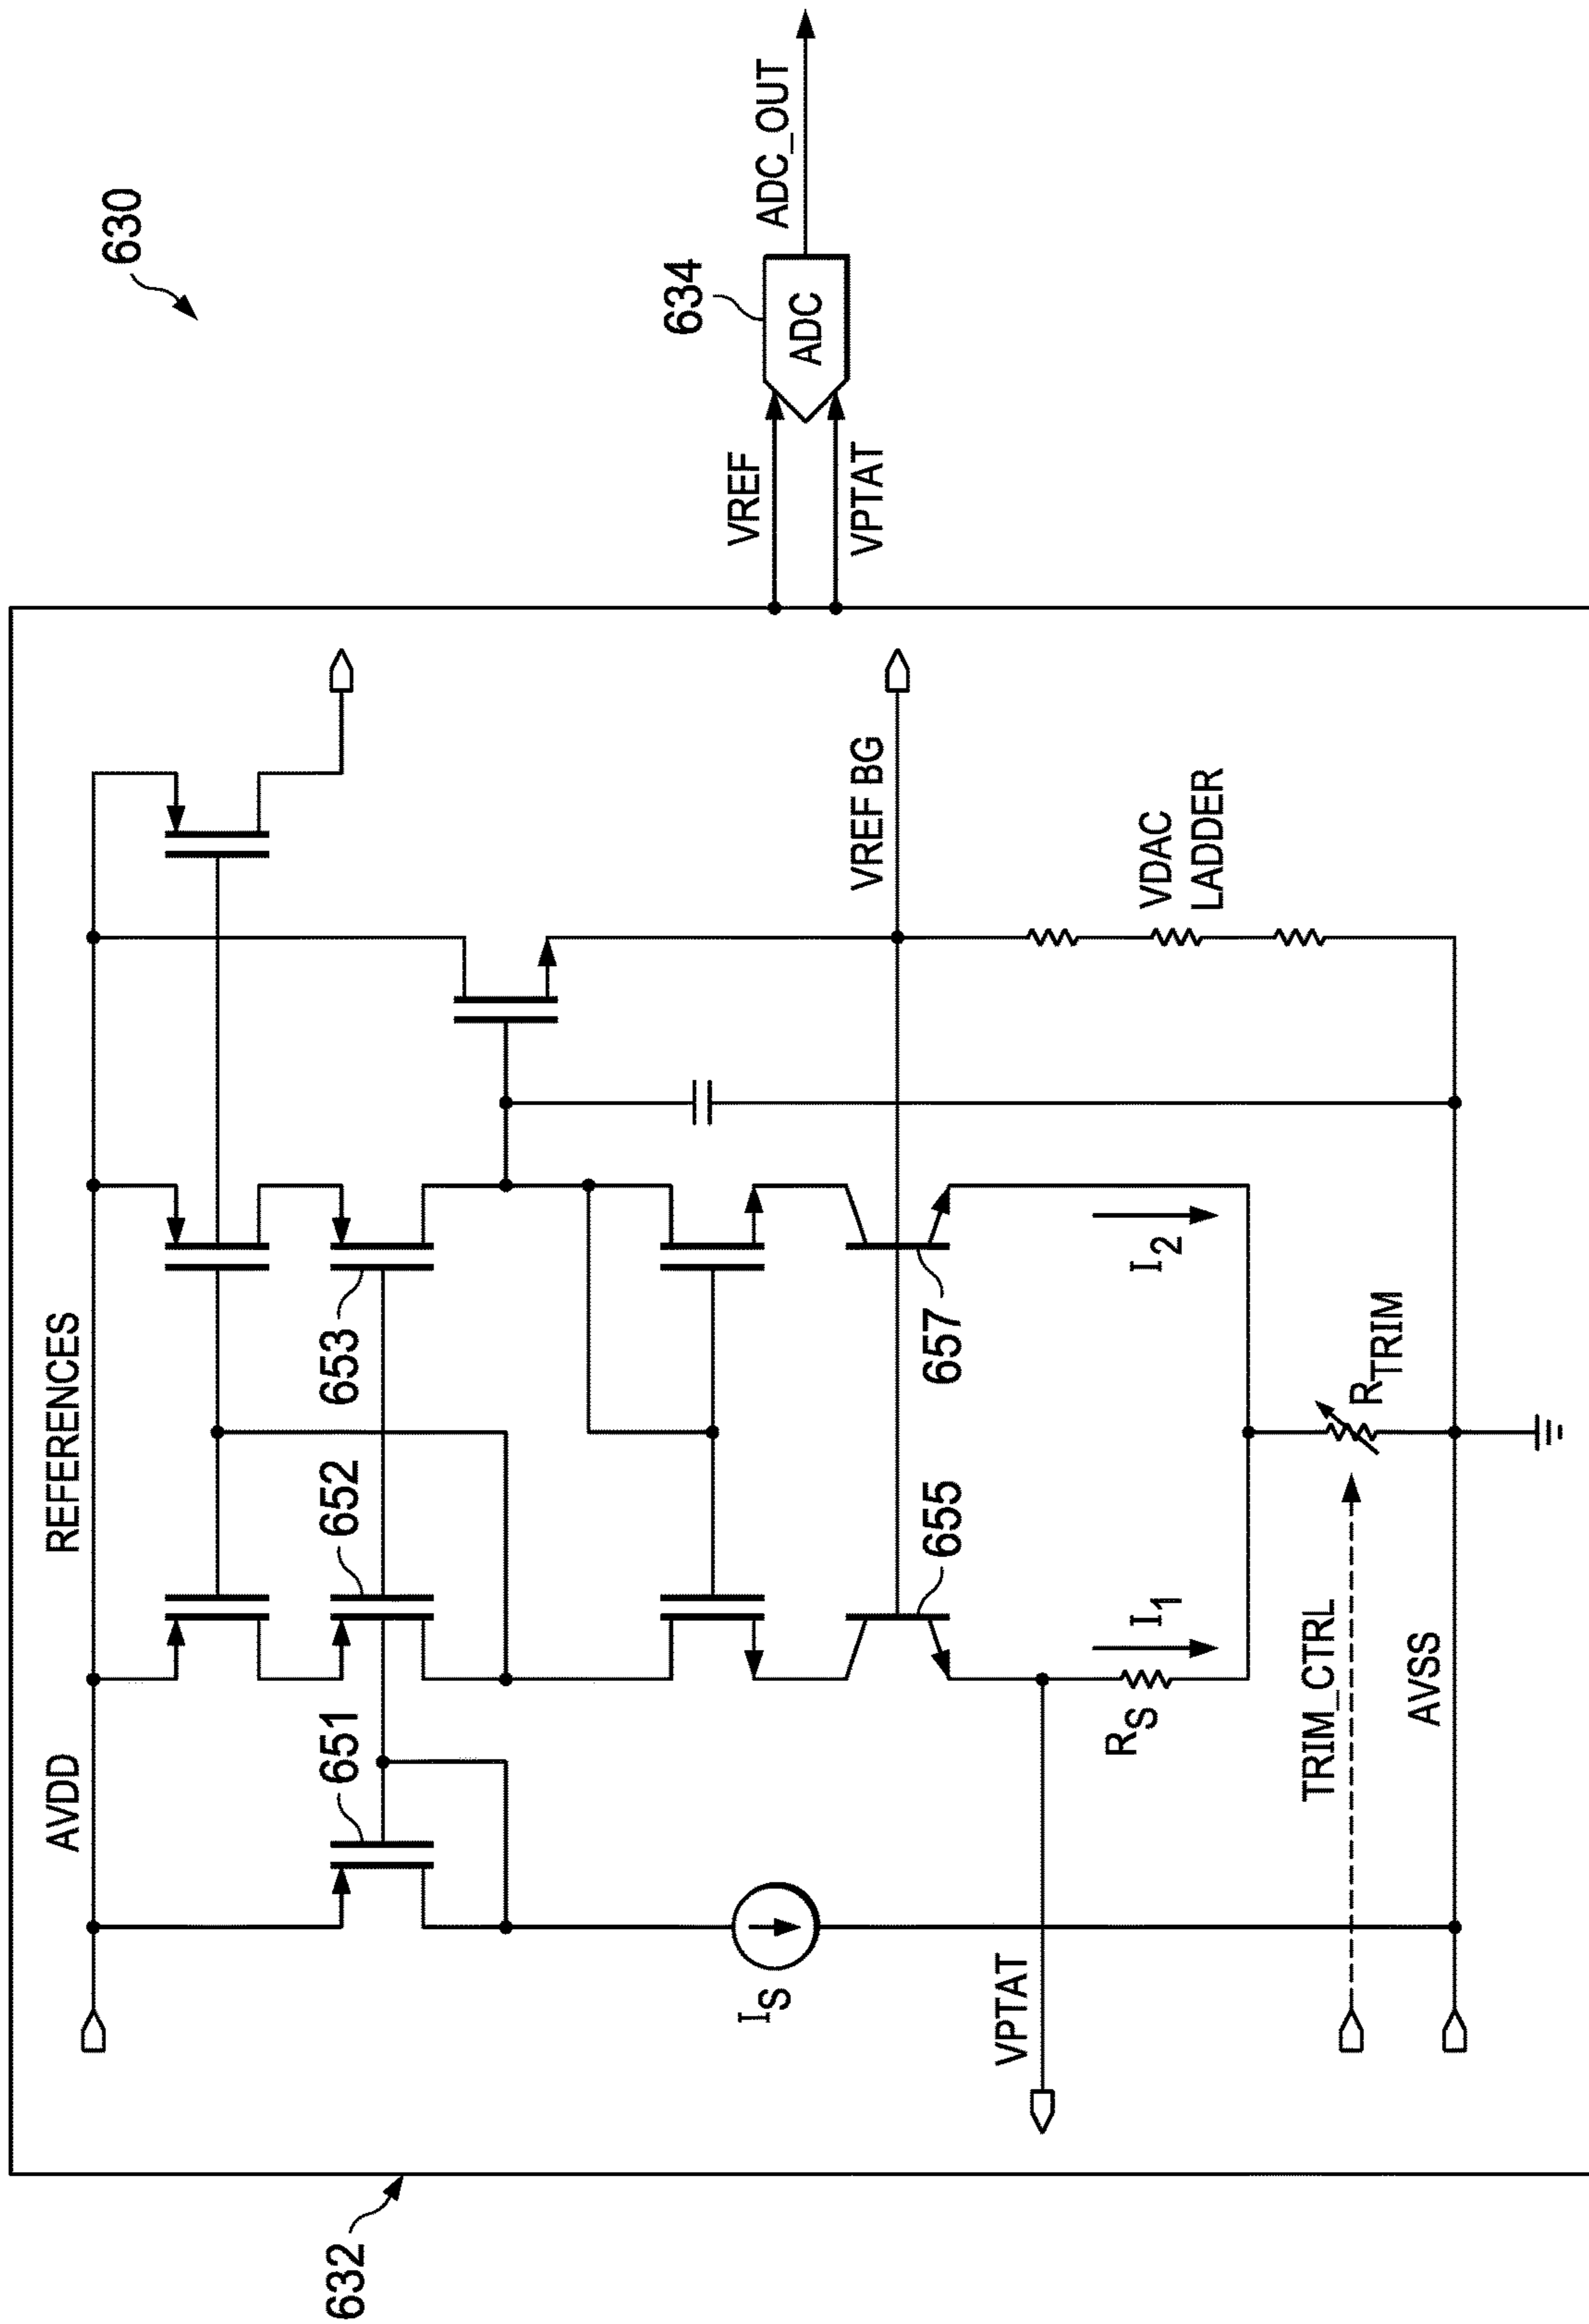 630
632
REFERENCES
AVDD
651
652
653
634
VREF
VPTAT
ADC
ADC_OUT
IS
655
657
VREF BG
VPTAT
RS
I1
I2
VDAC
LADDER
TRIM_CTRL
RTRIM
AVSS